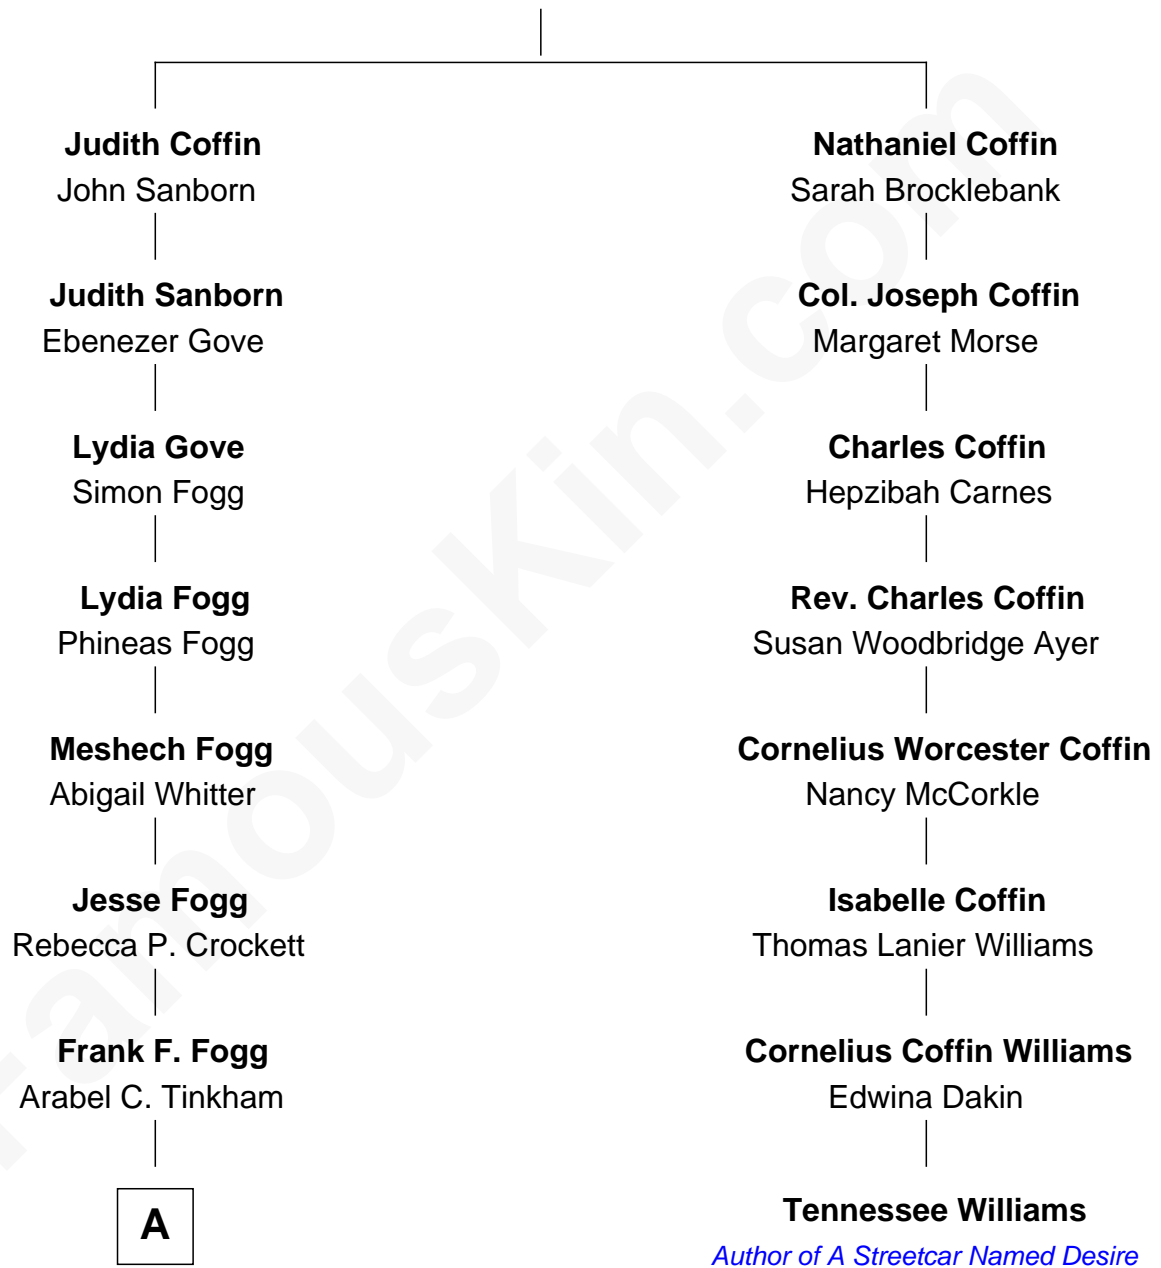 Judith Coffin
John Sanborn
Nathaniel Coffin
Sarah Brocklebank
Judith Sanborn
Ebenezer Gove
Col. Joseph Coffin
Margaret Morse
Lydia Gove
Simon Fogg
Charles Coffin
Hepzibah Carnes
Lydia Fogg
Phineas Fogg
Rev. Charles Coffin
Susan Woodbridge Ayer
Meshech Fogg
Abigail Whitter
Cornelius Worcester Coffin
Nancy McCorkle
Jesse Fogg
Rebecca P. Crockett
Isabelle Coffin
Thomas Lanier Williams
Frank F. Fogg
Arabel C. Tinkham
Cornelius Coffin Williams
Edwina Dakin
A
Tennessee Williams
Author of A Streetcar Named Desire
FamousKin.com